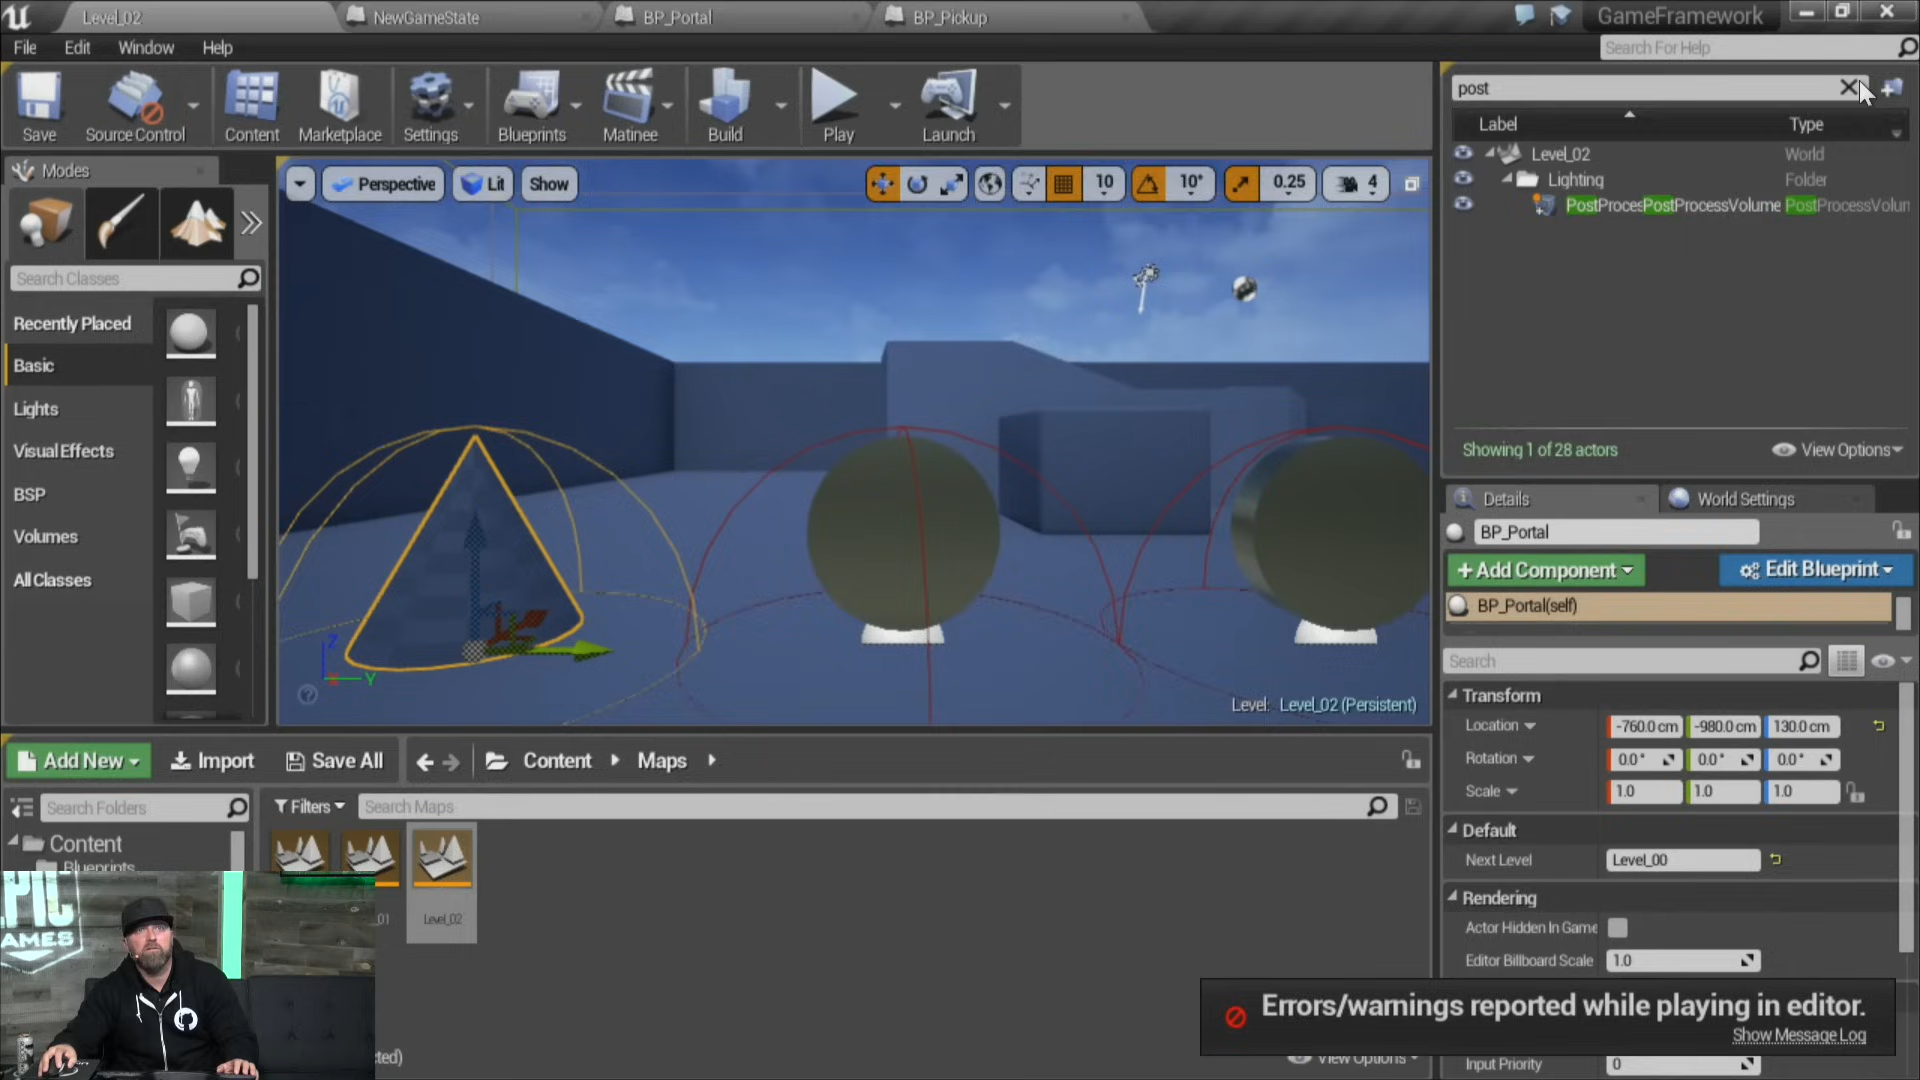 Level_02
NewGameState
BP_Portal
BP_Pickup
GameFramework
File Edit Window Help
Search For Help
Save
Source Control
Content
Marketplace
Settings
Blueprints
Matinee
Build
Play
Launch
post
Label Type
Level_02 World
Lighting Folder
PostProcesPostProcessVolume PostProcessVolun
Showing 1 of 28 actors
View Options
Modes
Search Classes
Recently Placed
Basic
Lights
Visual Effects
BSP
Volumes
All Classes
Perspective
Lit
Show
10
10°
0.25
4
Z
X
Y
Level: Level_02 (Persistent)
Details
World Settings
BP_Portal
+Add Component
Edit Blueprint
BP_Portal(self)
Search
Transform
Location -760.0 cm -980.0 cm 130.0 cm
Rotation 0.0° 0.0° 0.0°
Scale 1.0 1.0 1.0
Default
Next Level Level_00
Rendering
Actor Hidden In Game
Editor Billboard Scale 1.0
Input Priority 0
Add New
Import
Save All
Content
Maps
Search Folders
Filters
Search Maps
Content
Blueprints
_01
Level_02
cted)
View Options
EPIC
GAMES
Errors/warnings reported while playing in editor.
Show Message Log